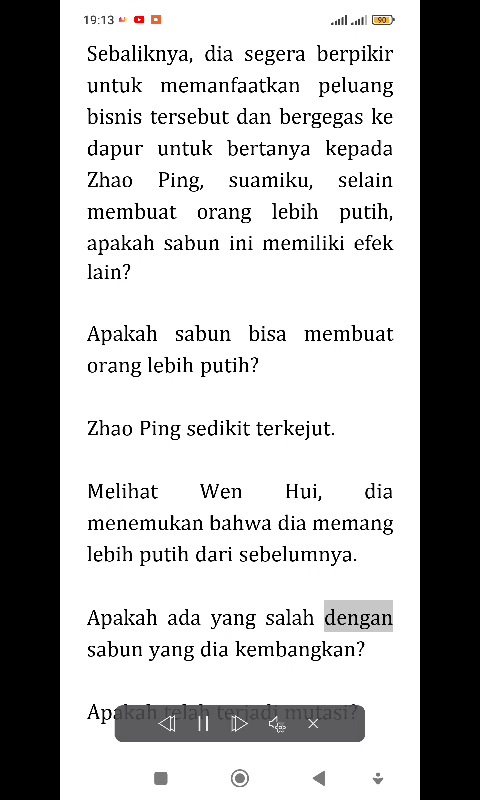 19:13
90
Sebaliknya, dia segera berpikir
untuk memanfaatkan peluang
bisnis tersebut dan bergegas ke
dapur untuk bertanya kepada
Zhao Ping, suamiku, selain
membuat orang lebih putih,
apakah sabun ini memiliki efek
lain?
Apakah sabun bisa membuat
orang lebih putih?
Zhao Ping sedikit terkejut.
Melihat Wen Hui, dia
menemukan bahwa dia memang
lebih putih dari sebelumnya.
Apakah ada yang salah dengan
sabun yang dia kembangkan?
Apakah telah terjadi mutasi?